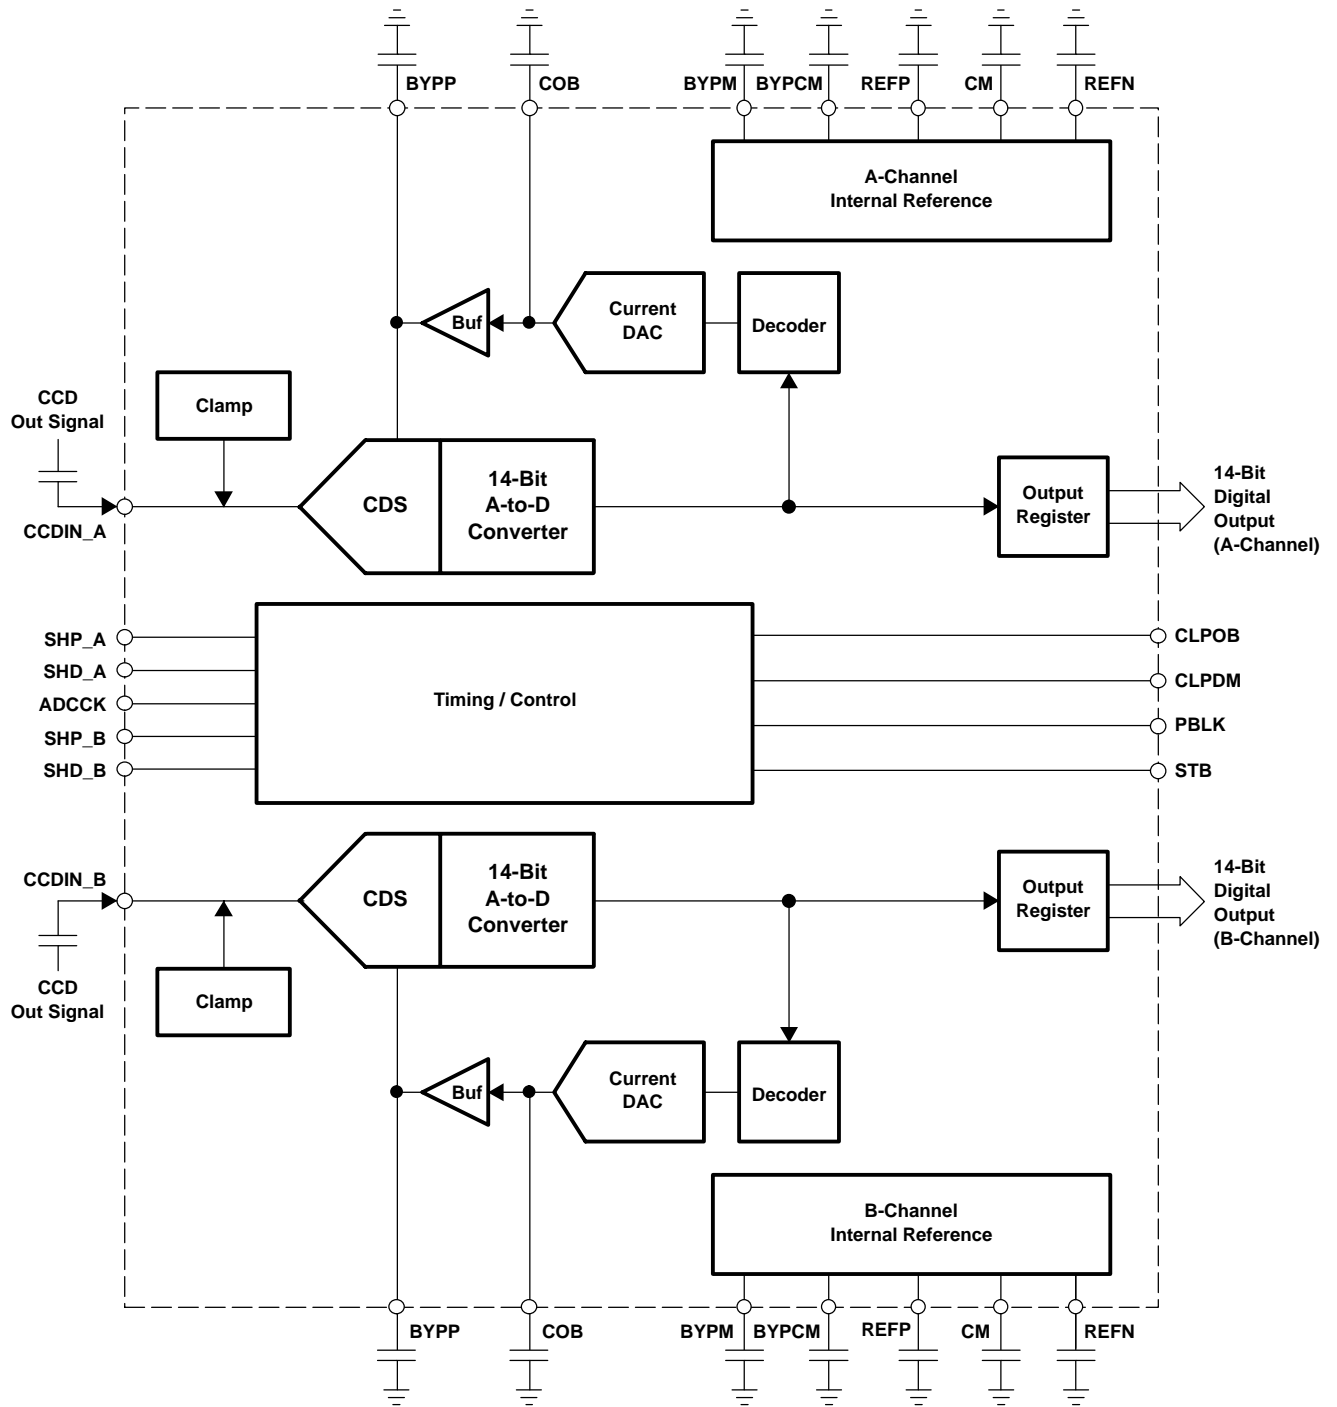 BYPP
COB
BYPM
BYPCM
REFP
CM
REFN
A-Channel
Internal Reference
Buf
Current
DAC
Decoder
CCD
Out Signal
Clamp
CCDIN_A
CDS
14-Bit
A-to-D
Converter
Output
Register
14-Bit
Digital
Output
(A-Channel)
SHP_A
SHD_A
ADCCK
SHP_B
SHD_B
Timing / Control
CLPOB
CLPDM
PBLK
STB
CCDIN_B
CDS
14-Bit
A-to-D
Converter
Output
Register
14-Bit
Digital
Output
(B-Channel)
CCD
Out Signal
Clamp
Buf
Current
DAC
Decoder
B-Channel
Internal Reference
BYPP
COB
BYPM
BYPCM
REFP
CM
REFN